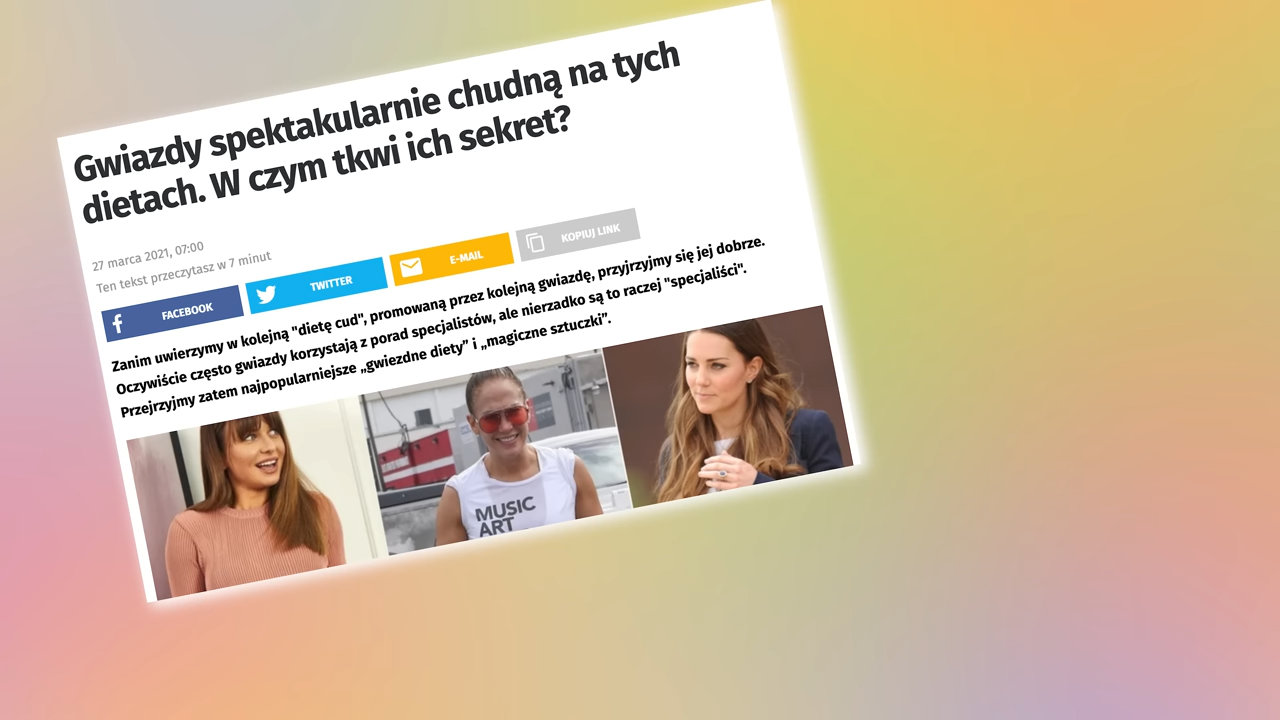 Gwiazdy spektakularnie chudną na tych
dietach. W czym tkwi ich sekret?
27 marca 2021, 07:00
Ten tekst przeczytasz w 7 minut
FACEBOOK
TWITTER
E-MAIL
KOPIUJ LINK
Zanim uwierzymy w kolejną "dietę cud", promowaną przez kolejną gwiazdę, przyjrzyjmy się jej dobrze.
Oczywiście często gwiazdy korzystają z porad specjalistów, ale nierzadko są to raczej "specjaliści".
Przejrzyjmy zatem najpopularniejsze „gwiezdne diety” i „magiczne sztuczki”.
MUSIC
ART